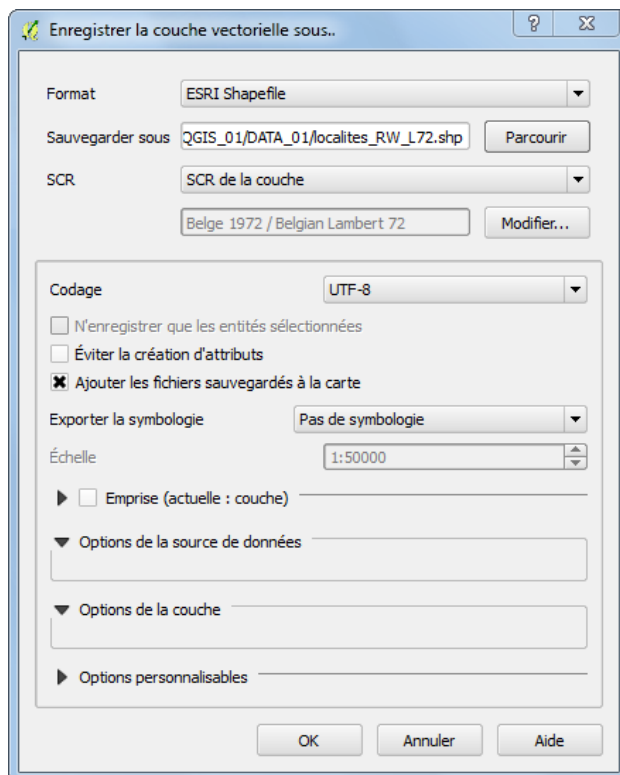 Enregistrer la couche vectorielle sous..
Format ESRI Shapefile
Sauvegarder sous QGIS_01/DATA_01/localites_RW_L72.shp Parcourir
SCR SCR de la couche
Belge 1972 / Belgian Lambert 72 Modifier...
Codage UTF-8
N'enregistrer que les entités sélectionnées
Éviter la création d'attributs
Ajouter les fichiers sauvegardés à la carte
Exporter la symbologie Pas de symbologie
Échelle 1:50000
Emprise (actuelle : couche)
Options de la source de données
Options de la couche
Options personnalisables
OK Annuler Aide